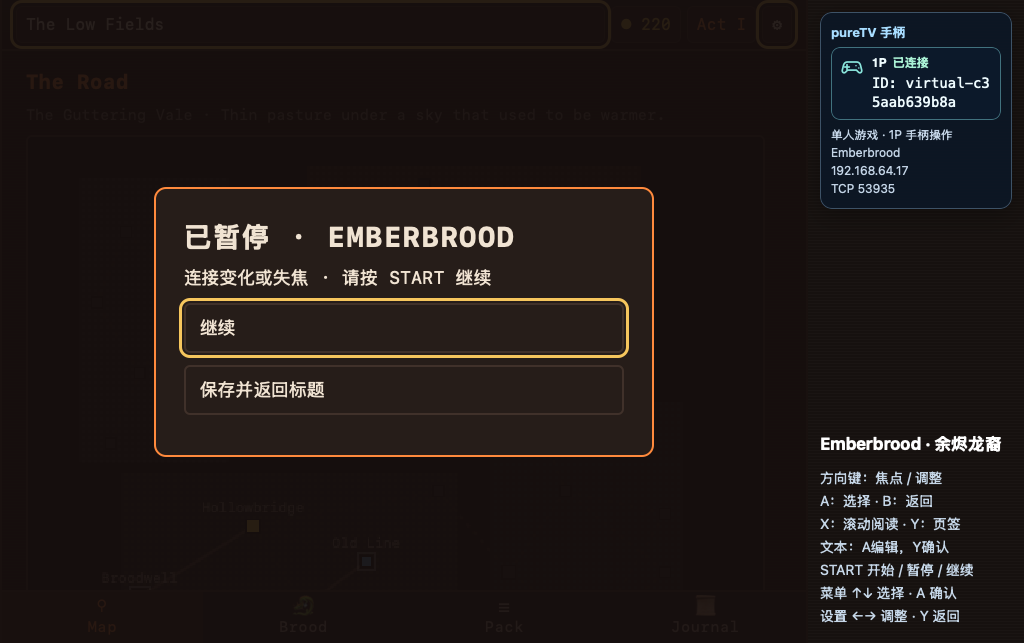 The Low Fields
220
Act I
The Road
The Guttering Vale · Thin pasture under a sky that used to be warmer.
已暂停 · EMBERBROOD
连接变化或失焦 · 请按 START 继续
继续
保存并返回标题
Hollowbridge
Old Line
Broodwell
Map
Brood
Pack
Journal
pureTV 手柄
1P 已连接
ID: virtual-c3
5aab639b8a
单人游戏 · 1P 手柄操作
Emberbrood
192.168.64.17
TCP 53935
Emberbrood · 余烬龙裔
方向键：焦点 / 调整
A：选择 · B：返回
X：滚动阅读 · Y：页签
文本：A编辑，Y确认
START 开始 / 暂停 / 继续
菜单 ↑↓ 选择 · A 确认
设置 ←→ 调整 · Y 返回